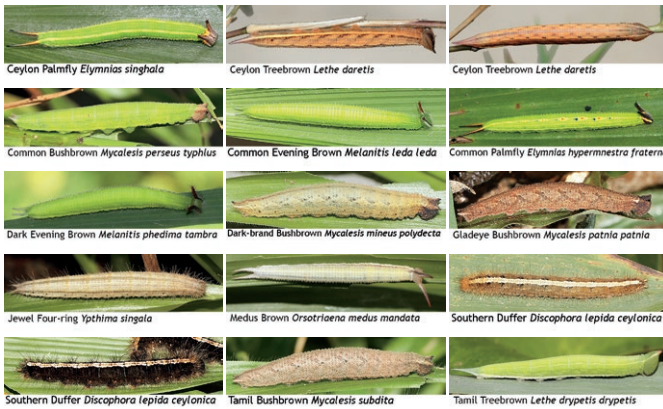 Ceylon Palmfly Elymnias singhala
Ceylon Treebrown Lethe daretis
Ceylon Treebrown Lethe daretis
Common Bushbrown Mycalesis perseus typhlus
Common Evening Brown Melanitis leda leda
Common Palmfly Elymnias hypermnestra fratern
Dark Evening Brown Melanitis phedima tambra
Dark-brand Bushbrown Mycalesis mineus polydecta
Gladeye Bushbrown Mycalesis patnia patnia
Jewel Four-ring Ypthima singala
Medus Brown Orsotriaena medus mandata
Southern Duffer Discophora lepida ceylonica
Southern Duffer Discophora lepida ceylonica
Tamil Bushbrown Mycalesis subdita
Tamil Treebrown Lethe drypetis drypetis